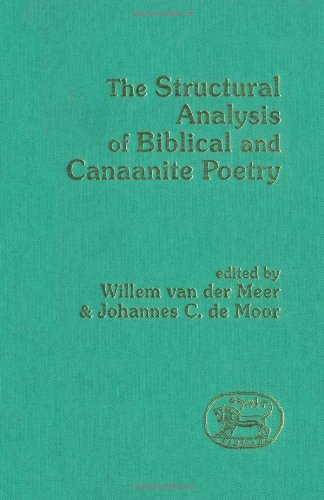 The Structural
Analysis
of Biblical and
Canaanite Poetry
edited by
Willem van der Meer
& Johannes C. de Moor